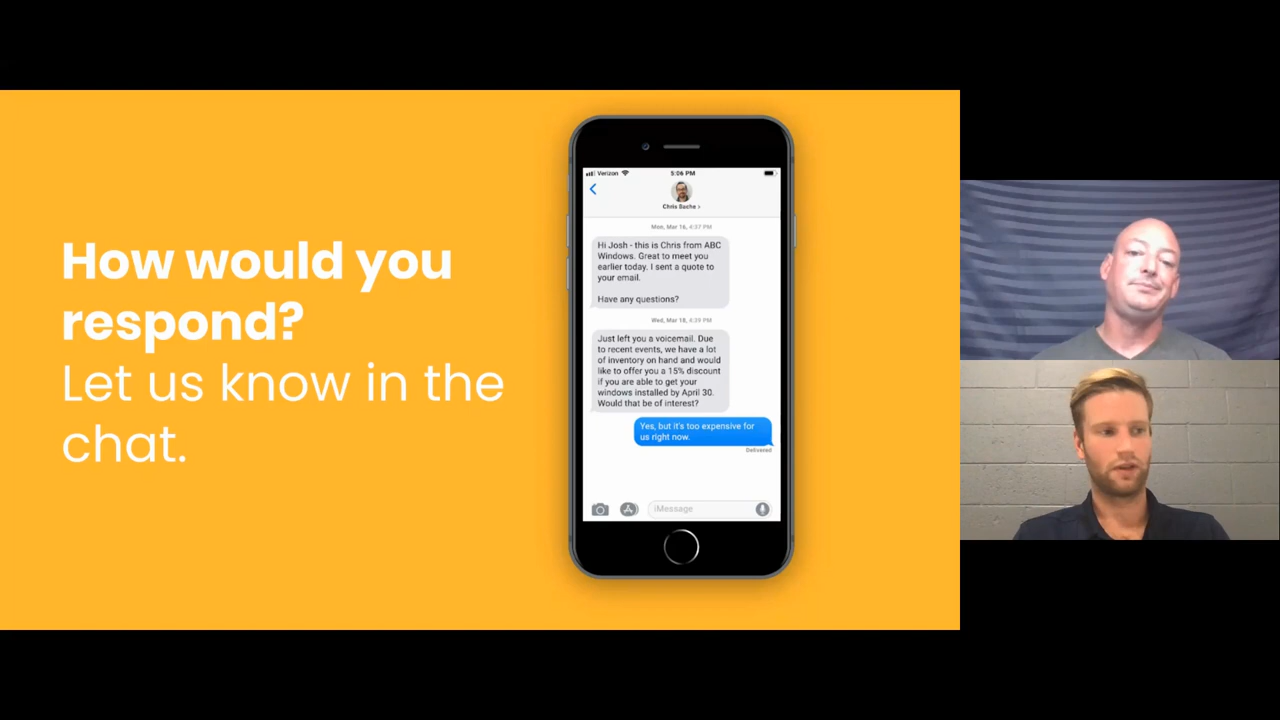 How would you
respond?
Let us know in the
chat.
Verizon
5:06 PM
Chris Bache >
Mon, Mar 16, 4:37 PM
Hi Josh - this is Chris from ABC
Windows. Great to meet you
earlier today. I sent a quote to
your email.
Have any questions?
Wed, Mar 18, 4:39 PM
Just left you a voicemail. Due
to recent events, we have a lot
of inventory on hand and would
like to offer you a 15% discount
if you are able to get your
windows installed by April 30.
Would that be of interest?
Yes, but it's too expensive for
us right now.
Delivered
iMessage